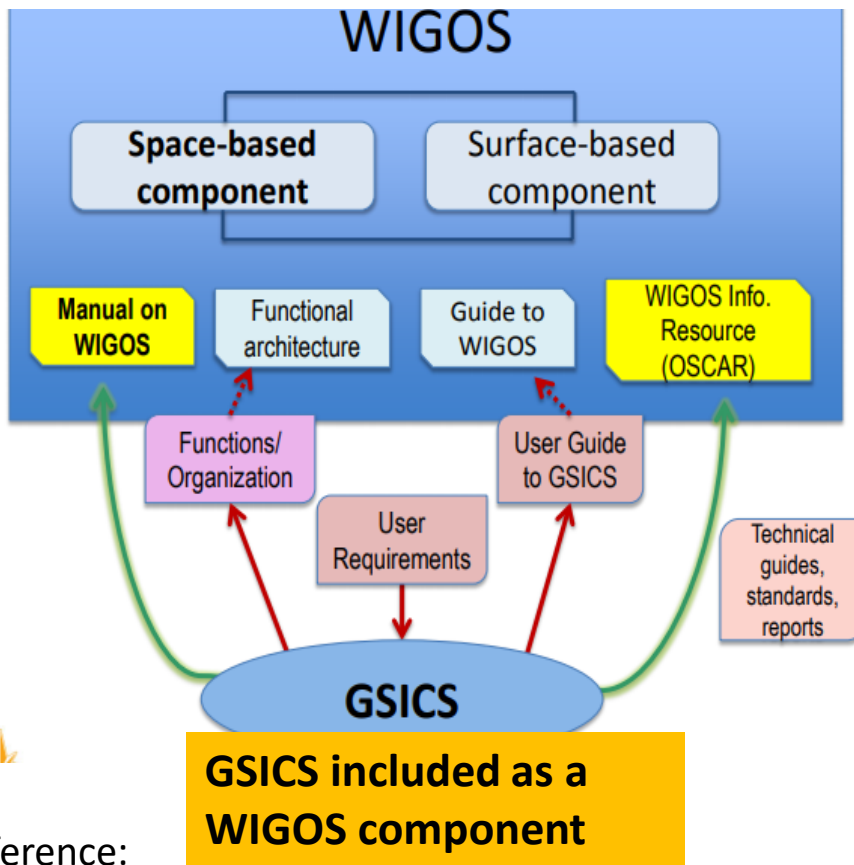 WIGOS
Space-based
component
Surface-based
component
Manual on
WIGOS
Functional
architecture
Guide to
WIGOS
WIGOS Info.
Resource
(OSCAR)
Functions/
Organization
User Guide
to GSICS
User
Requirements
Technical
guides,
standards,
reports
GSICS
GSICS included as a
WIGOS component
ference: